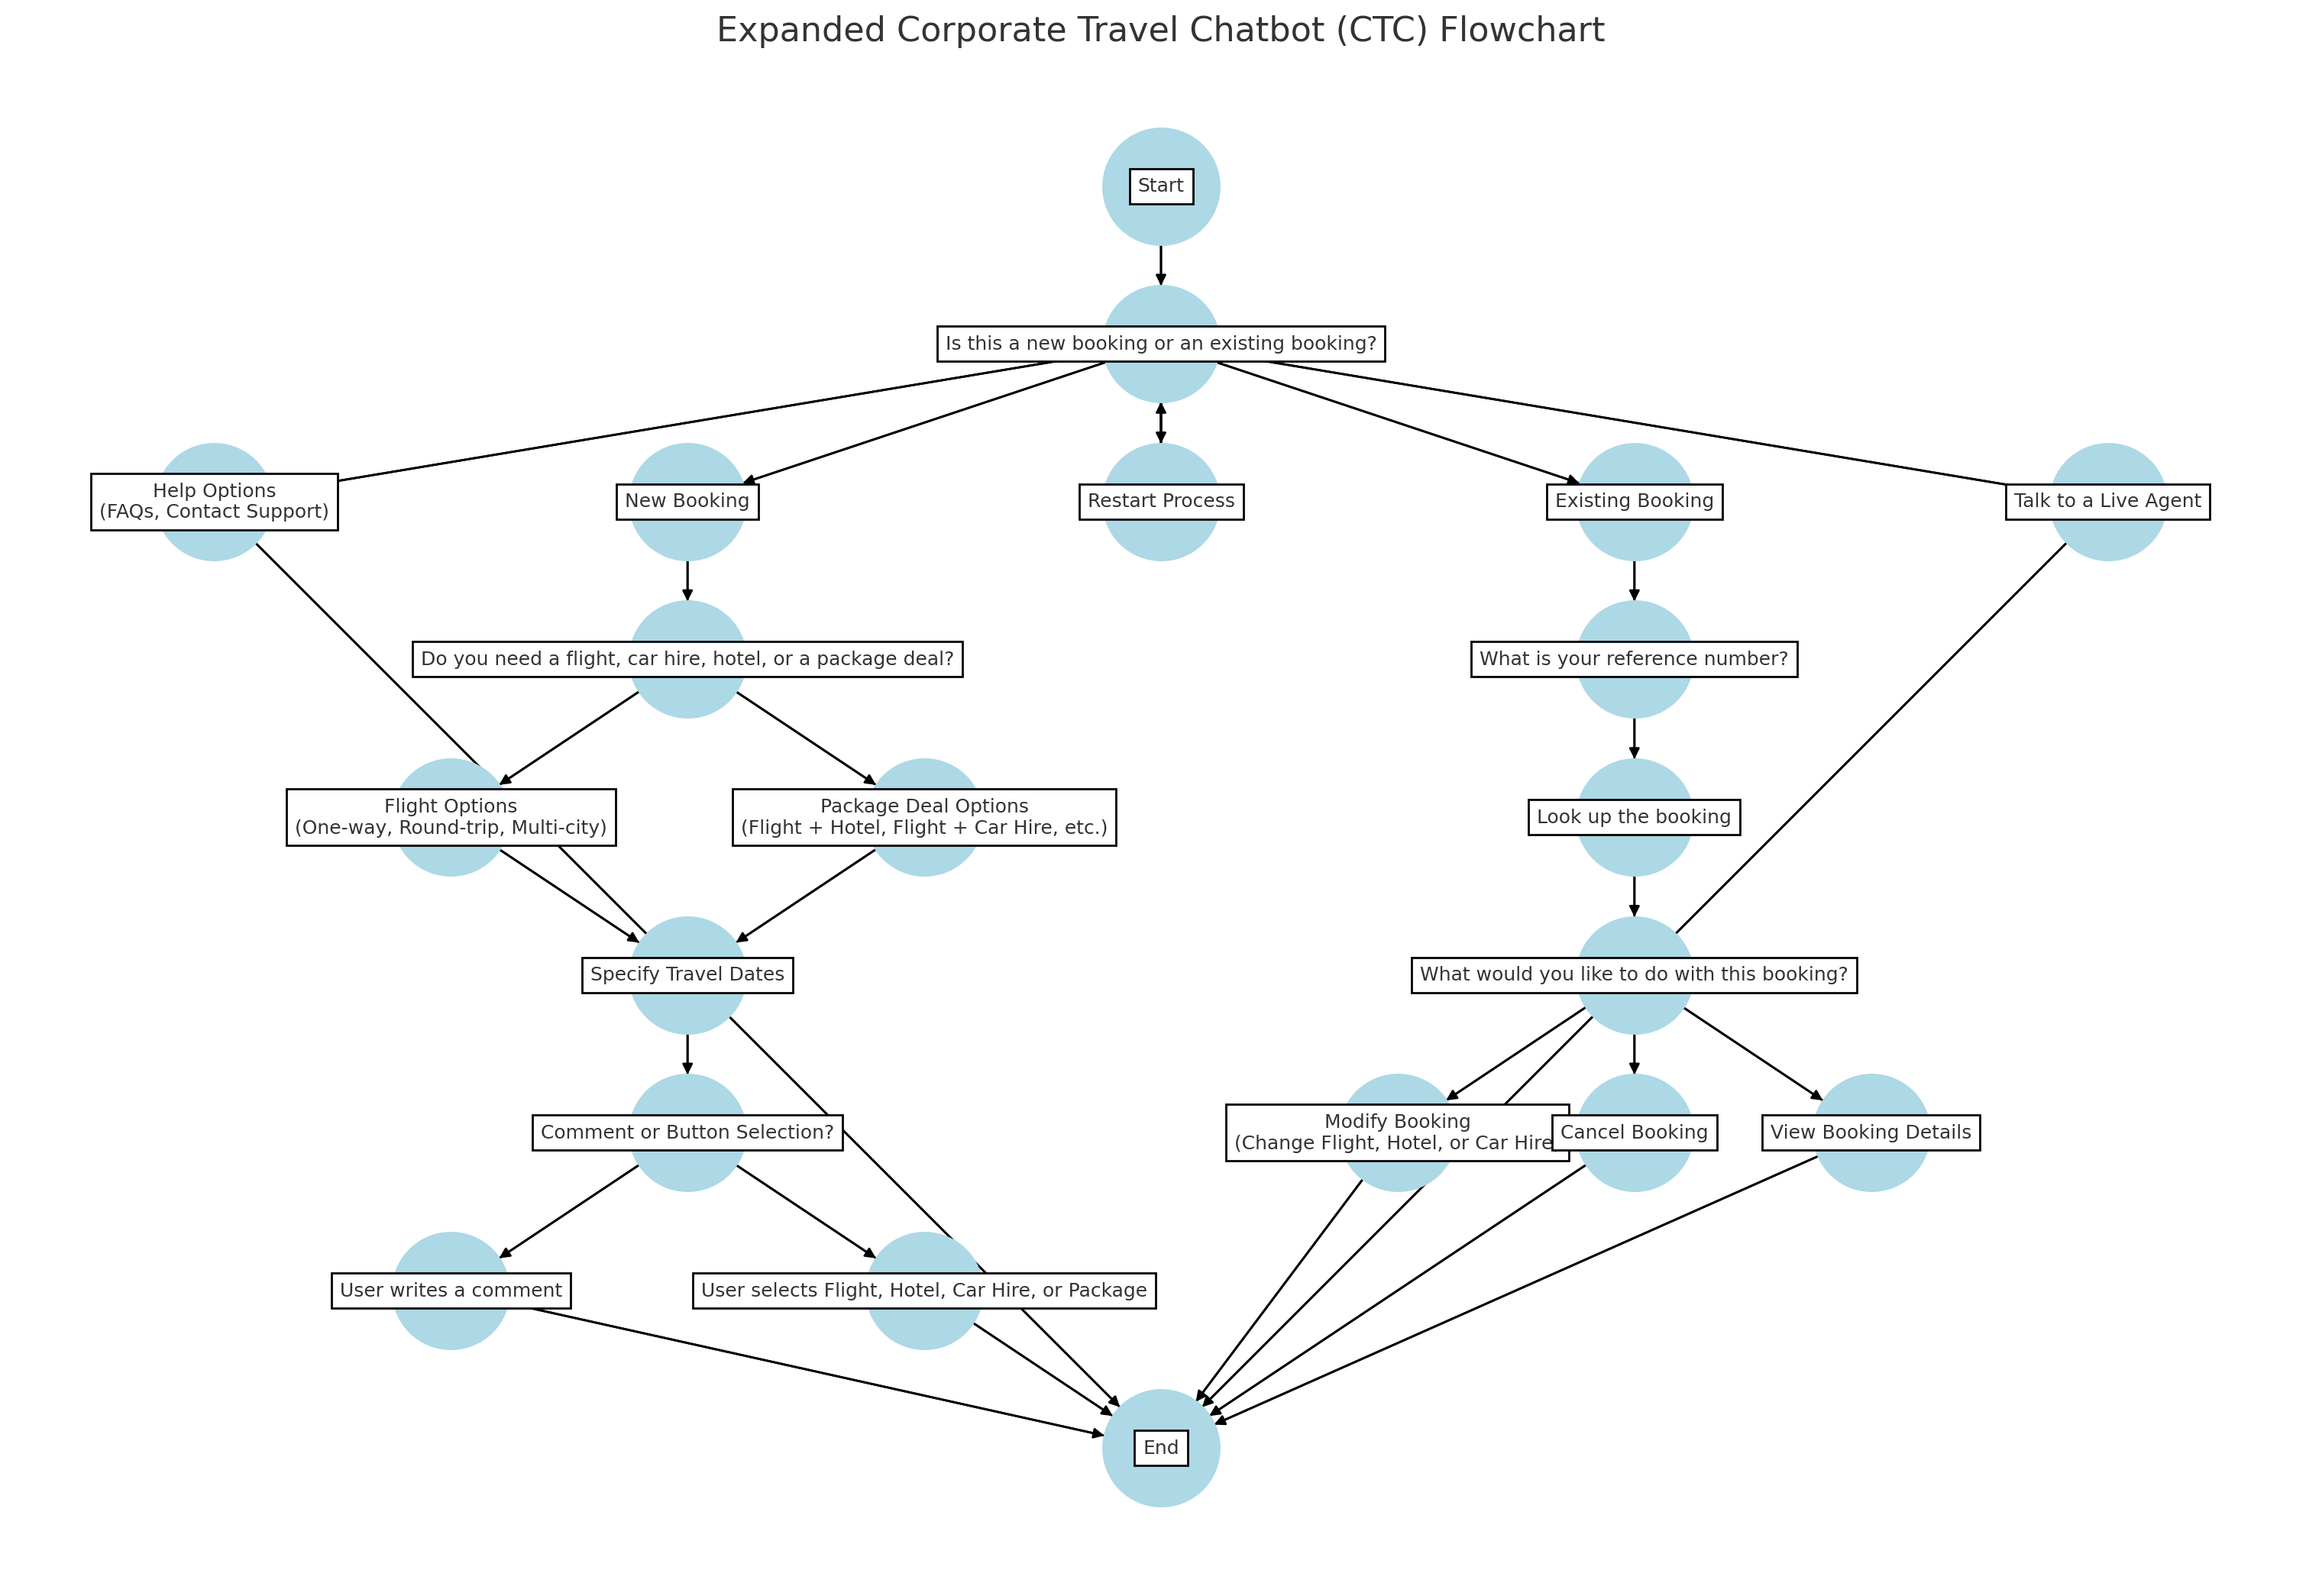 Expanded Corporate Travel Chatbot (CTC) Flowchart
Start
Is this a new booking or an existing booking?
Help Options
(FAQs, Contact Support)
New Booking
Restart Process
Existing Booking
Talk to a Live Agent
Do you need a flight, car hire, hotel, or a package deal?
What is your reference number?
Flight Options
(One-way, Round-trip, Multi-city)
Package Deal Options
(Flight + Hotel, Flight + Car Hire, etc.)
Look up the booking
Specify Travel Dates
What would you like to do with this booking?
Comment or Button Selection?
Modify Booking
(Change Flight, Hotel, or Car Hire
Cancel Booking
View Booking Details
User writes a comment
User selects Flight, Hotel, Car Hire, or Package
End